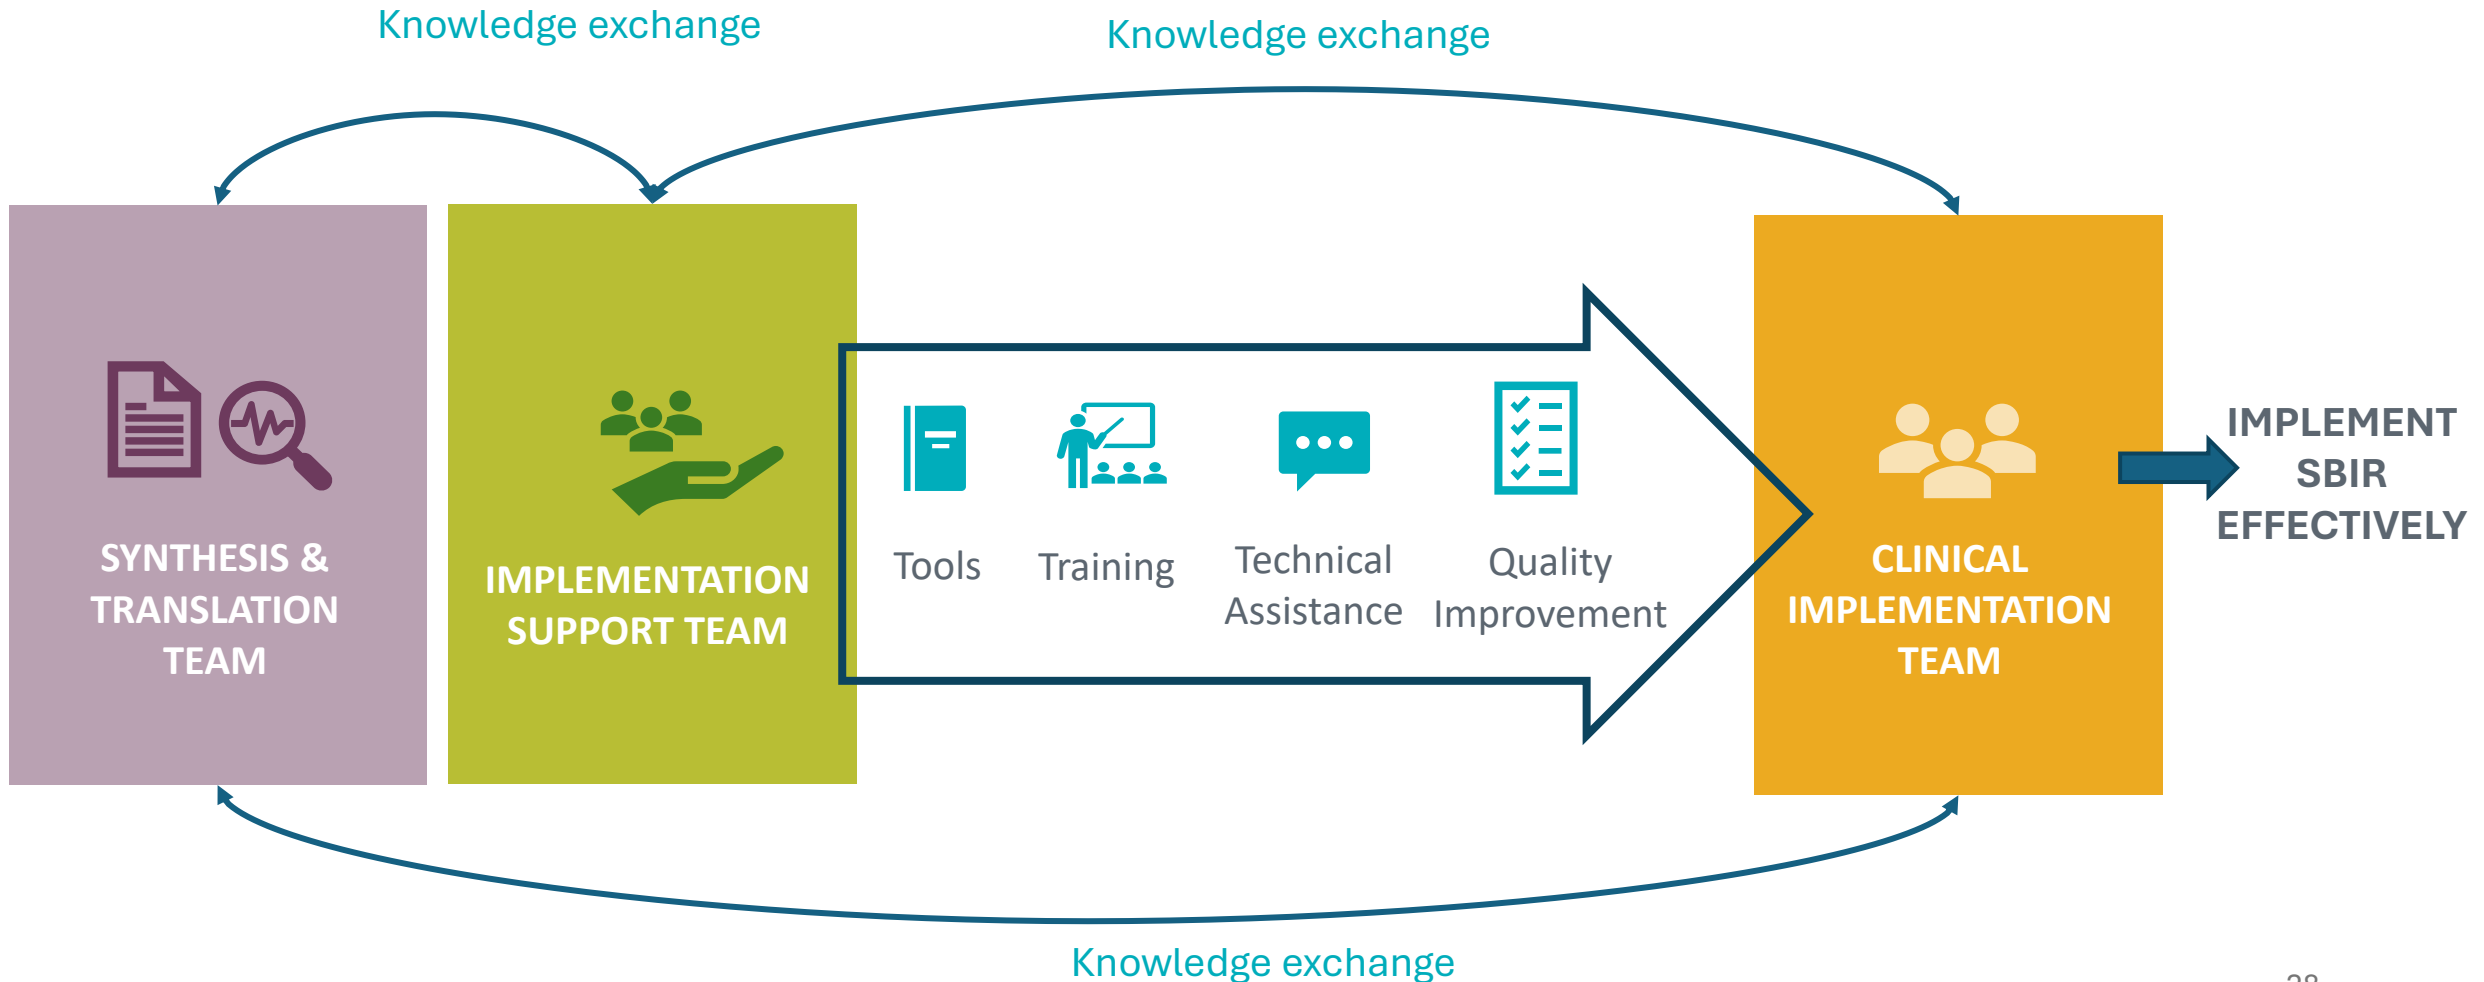 Knowledge exchange
Knowledge exchange
SYNTHESIS &
TRANSLATION
TEAM
IMPLEMENTATION
SUPPORT TEAM
Tools
Training
Technical
Assistance
Quality
Improvement
CLINICAL
IMPLEMENTATION
TEAM
IMPLEMENT
SBIR
EFFECTIVELY
Knowledge exchange